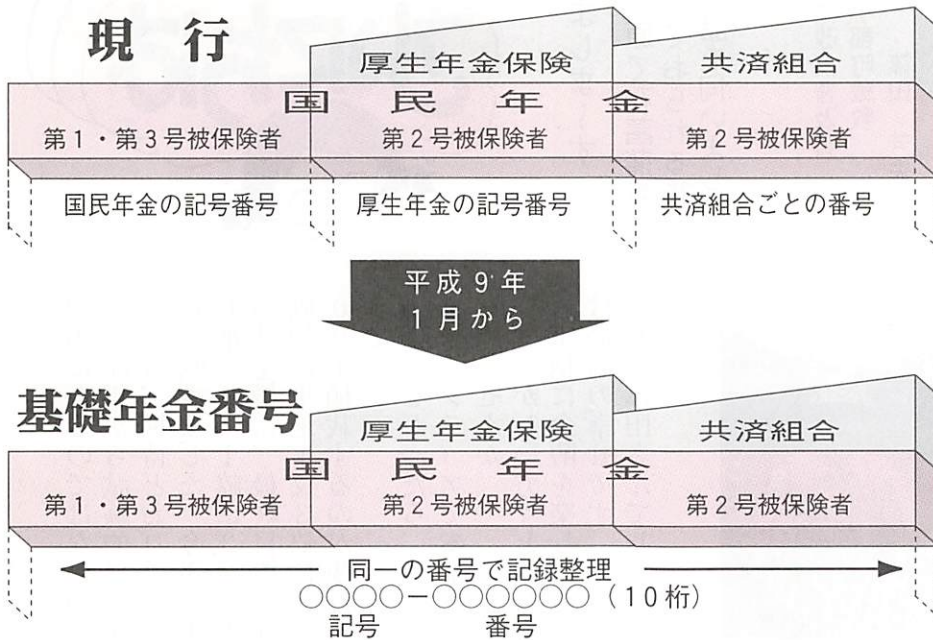 現行
厚生年金保険 共済組合
国民年金
第1・第3号被保険者 第2号被保険者 第2号被保険者
国民年金の記号番号 厚生年金の記号番号 共済組合ごとの番号
平成9年
1月から
基礎年金番号
厚生年金保険 共済組合
国民年金
第1・第3号被保険者 第2号被保険者 第2号被保険者
同一の番号で記録整理
○○○○－○○○○○○（10桁）
記号 番号